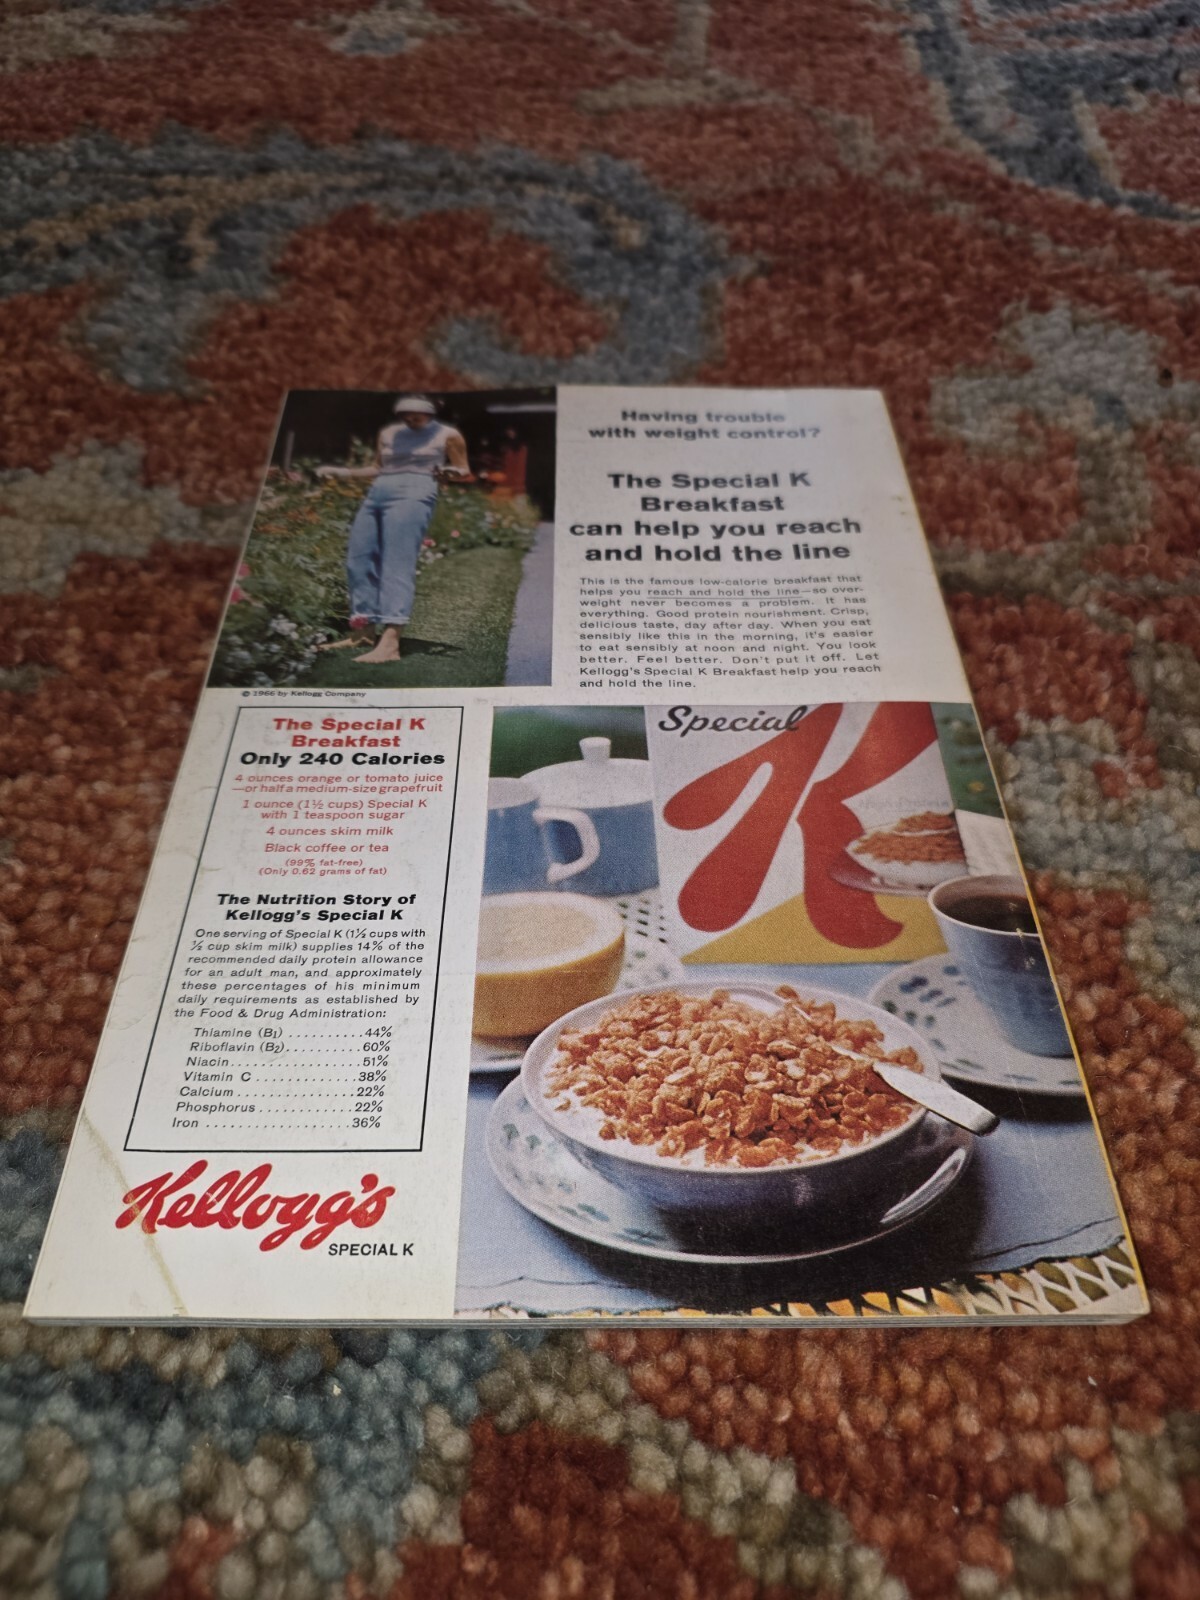 Having trouble
with weight control?
The Special K
Breakfast
can help you reach
and hold the line
This is the famous low-calorie breakfast that
helps you reach and hold the line—so over-
weight never becomes a problem. It has
everything. Good protein nourishment. Crisp,
delicious taste, day after day. When you eat
sensibly like this in the morning, it's easier
to eat sensibly at noon and night. You look
better. Feel better. Don't put it off. Let
Kellogg's Special K Breakfast help you reach
and hold the line.
© 1966 by Kellogg Company
The Special K
Breakfast
Only 240 Calories
4 ounces orange or tomato juice
—or half a medium-size grapefruit
1 ounce (1½ cups) Special K
with 1 teaspoon sugar
4 ounces skim milk
Black coffee or tea
(99% fat-free)
(Only 0.62 grams of fat)
The Nutrition Story of
Kellogg's Special K
One serving of Special K (1½ cups with
½ cup skim milk) supplies 14% of the
recommended daily protein allowance
for an adult man, and approximately
these percentages of his minimum
daily requirements as established by
the Food & Drug Administration:
Thiamine (B1) ..........44%
Riboflavin (B2).........60%
Niacin................51%
Vitamin C .............38%
Calcium ...............22%
Phosphorus ............22%
Iron ..................36%
Kellogg's
SPECIAL K
Special K